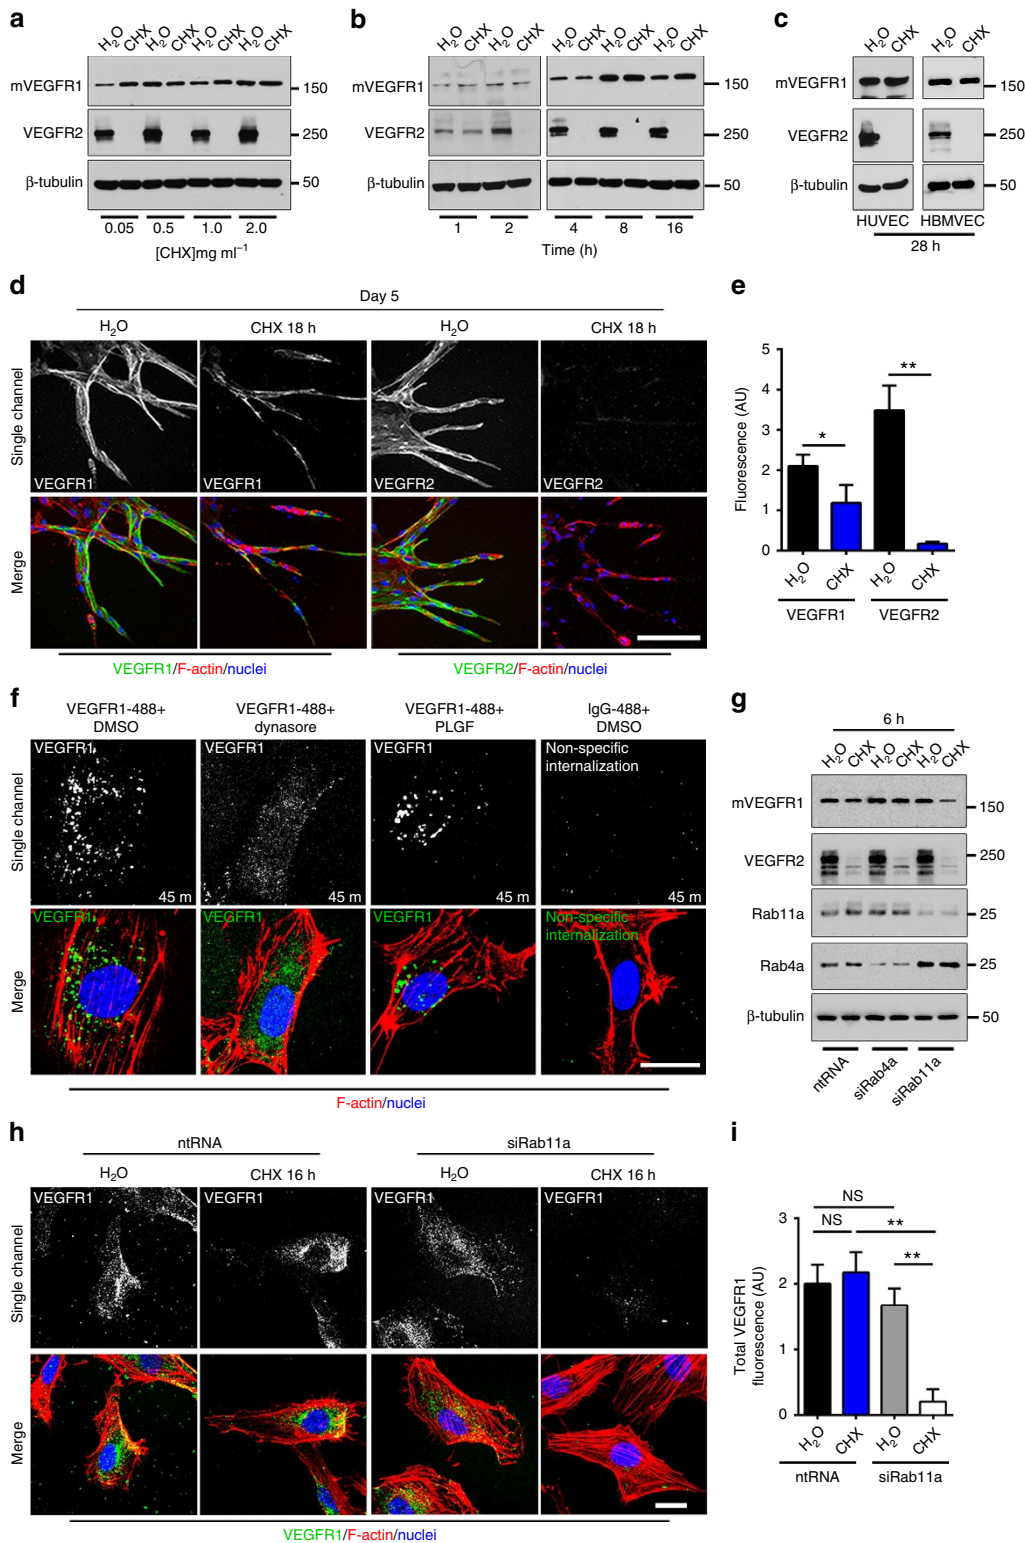 a
H2O CHX H2O CHX H2O CHX H2O CHX
mVEGFR1
150
VEGFR2
250
β-tubulin
50
0.05 0.5 1.0 2.0
[CHX]mg ml−1
b
H2O CHX H2O CHX H2O CHX H2O CHX H2O CHX
mVEGFR1
150
VEGFR2
250
β-tubulin
50
1 2 4 8 16
Time (h)
c
H2O CHX H2O CHX
mVEGFR1
150
VEGFR2
250
β-tubulin
50
HUVEC HBMVEC
28 h
d
Day 5
H2O CHX 18 h H2O CHX 18 h
Single channel
VEGFR1 VEGFR1 VEGFR2 VEGFR2
Merge
VEGFR1/F-actin/nuclei VEGFR2/F-actin/nuclei
e
Fluorescence (AU)
5
4
3
2
1
0
* **
H2O CHX H2O CHX
VEGFR1 VEGFR2
f
VEGFR1-488+ DMSO
VEGFR1-488+ dynasore
VEGFR1-488+ PLGF
IgG-488+ DMSO
Single channel
VEGFR1 VEGFR1 VEGFR1 Non-specific internalization
45 m 45 m 45 m 45 m
Merge
VEGFR1 VEGFR1 VEGFR1 Non-specific internalization
F-actin/nuclei
g
6 h
H2O CHX H2O CHX H2O CHX
mVEGFR1
150
VEGFR2
250
Rab11a
25
Rab4a
25
β-tubulin
50
ntRNA siRab4a siRab11a
h
ntRNA siRab11a
H2O CHX 16 h H2O CHX 16 h
Single channel
VEGFR1 VEGFR1 VEGFR1 VEGFR1
Merge
VEGFR1/F-actin/nuclei
i
Total VEGFR1 fluorescence (AU)
3
2
1
0
NS
NS **
**
H2O CHX H2O CHX
ntRNA siRab11a